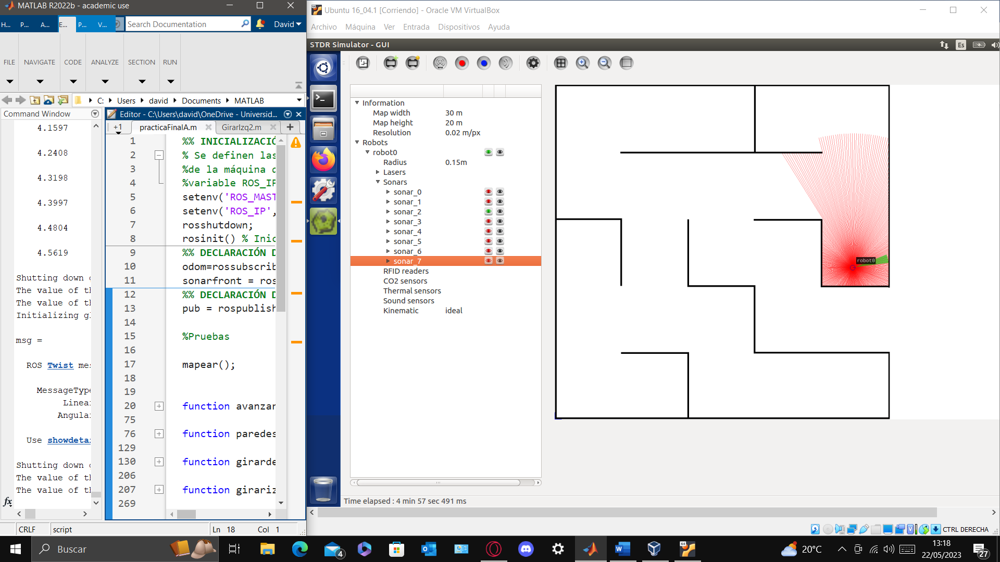 MATLAB R2022b - academic use
H...
P...
A...
E...
P...
V...
Search Documentation
David
FILE
NAVIGATE
CODE
ANALYZE
SECTION
RUN
C:
Users
david
Documents
MATLAB
Command Window
4.1597
4.2408
4.3198
4.3997
4.4804
4.5619
Shutting down
The value of
The value of
msg =
ROS Twist
MessageType
Use
Shutting down
The value of
The value of
fx
Editor - C:\Users\david\OneDrive - Universid...
+1
practicaFinalA.m
GirarIzq2.m
1 %% INICIALIZACIÓ
2 % Se definen las
3 %de la máquina
4 %variable ROS_IP
5 setenv('ROS_MAST
6 setenv('ROS_IP',
7 rosshutdown;
8 rosinit() % Inic
9 %% DECLARACIÓN D
10 odom=rossubscrib
11 sonarfront = ros
12 %% DECLARACIÓN D
13 pub = rospublish
14
15 %Pruebas
16
17 mapear();
18
19
20 function avanzar
75
76 function paredes
129
130 function girarde
206
207 function girariz
269
CRLF
script
Ln 18
Col 1
Ubuntu 16_04.1 [Corriendo] - Oracle VM VirtualBox
Archivo
Máquina
Ver
Entrada
Dispositivos
Ayuda
STDR Simulator - GUI
Es
Information
Map width 30 m
Map height 20 m
Resolution 0.02 m/px
Robots
robot0
Radius 0.15m
Lasers
Sonars
sonar_0
sonar_1
sonar_2
sonar_3
sonar_4
sonar_5
sonar_6
sonar_7
RFID readers
CO2 sensors
Thermal sensors
Sound sensors
Kinematic ideal
robot0
Time elapsed : 4 min 57 sec 491 ms
CTRL DERECHA
Buscar
4
20°C
13:18
22/05/2023
27